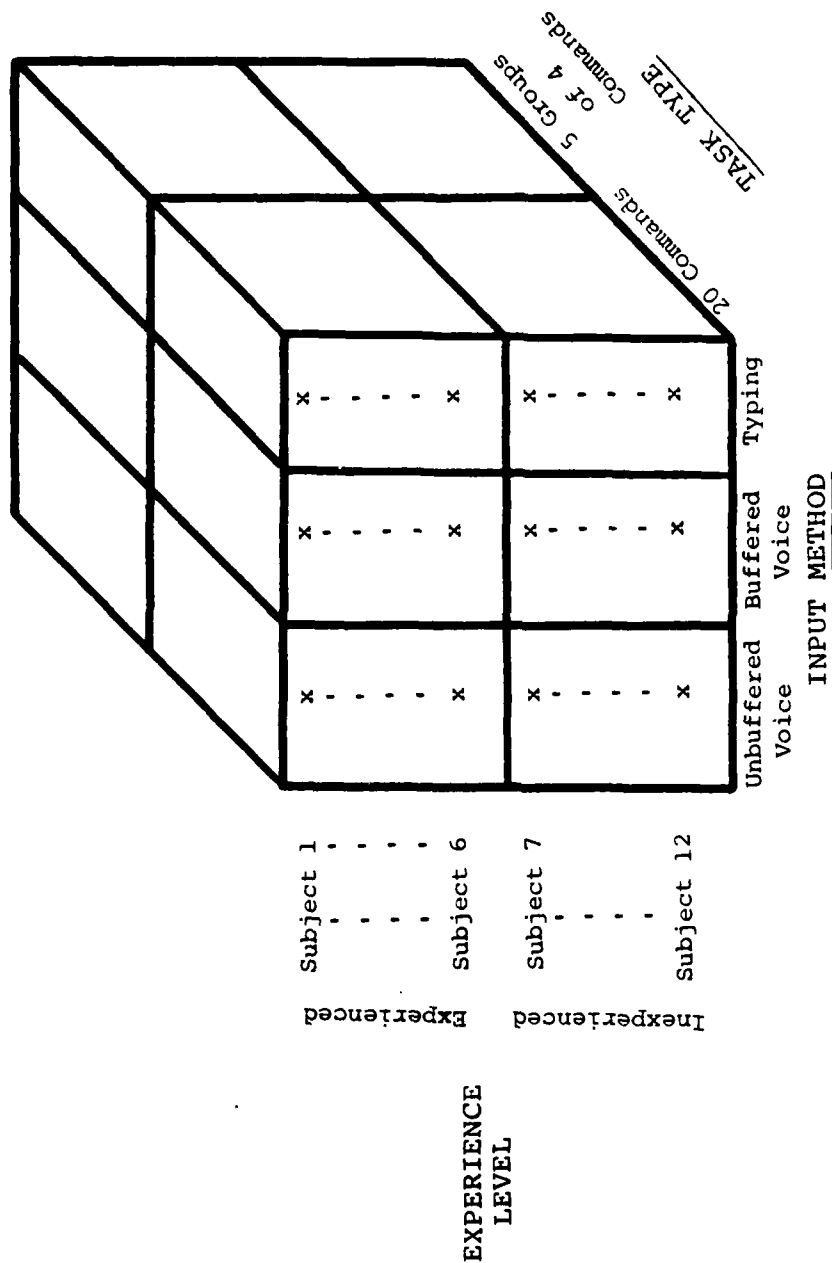 5 Groups
of 4
Commands
20 Commands
TASK TYPE
EXPERIENCE
LEVEL
Experienced
Subject 1
Subject 6
Inexperienced
Subject 7
Subject 12
x x x
x x x
x x x
x x x
Unbuffered
Voice
Buffered
Voice
Typing
INPUT METHOD